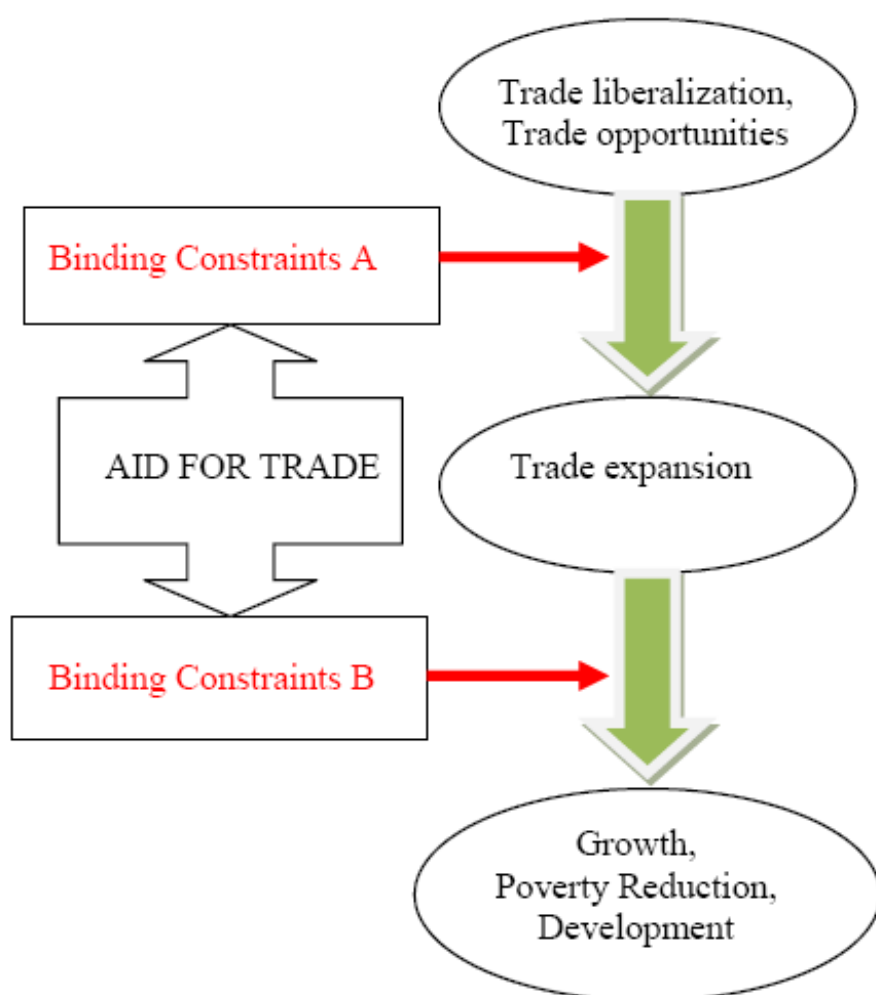 Trade liberalization,
Trade opportunities
Binding Constraints A
AID FOR TRADE
Trade expansion
Binding Constraints B
Growth,
Poverty Reduction,
Development